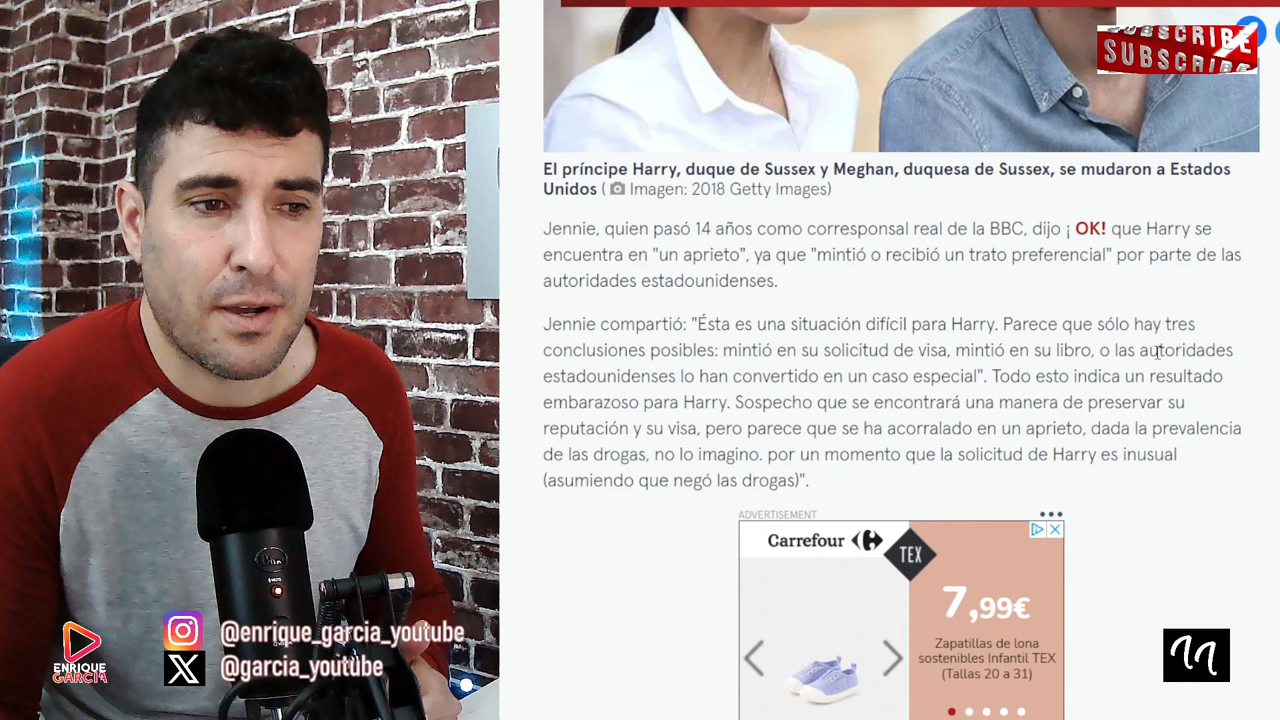 SUBSCRIBE
SUBSCRIBE
SUBSCRIBE
El príncipe Harry, duque de Sussex y Meghan, duquesa de Sussex, se mudaron a Estados
Unidos ( Imagen: 2018 Getty Images)
Jennie, quien pasó 14 años como corresponsal real de la BBC, dijo ¡ OK! que Harry se
encuentra en "un aprieto", ya que "mintió o recibió un trato preferencial" por parte de las
autoridades estadounidenses.
Jennie compartió: "Ésta es una situación difícil para Harry. Parece que sólo hay tres
conclusiones posibles: mintió en su solicitud de visa, mintió en su libro, o las autoridades
estadounidenses lo han convertido en un caso especial". Todo esto indica un resultado
embarazoso para Harry. Sospecho que se encontrará una manera de preservar su
reputación y su visa, pero parece que se ha acorralado en un aprieto, dada la prevalencia
de las drogas, no lo imagino. por un momento que la solicitud de Harry es inusual
(asumiendo que negó las drogas)".
ADVERTISEMENT
Carrefour
TEX
7,99€
Zapatillas de lona
sostenibles Infantil TEX
(Tallas 20 a 31)
@enrique_garcia_youtube
@garcia_youtube
ENRIQUE
GARCIA